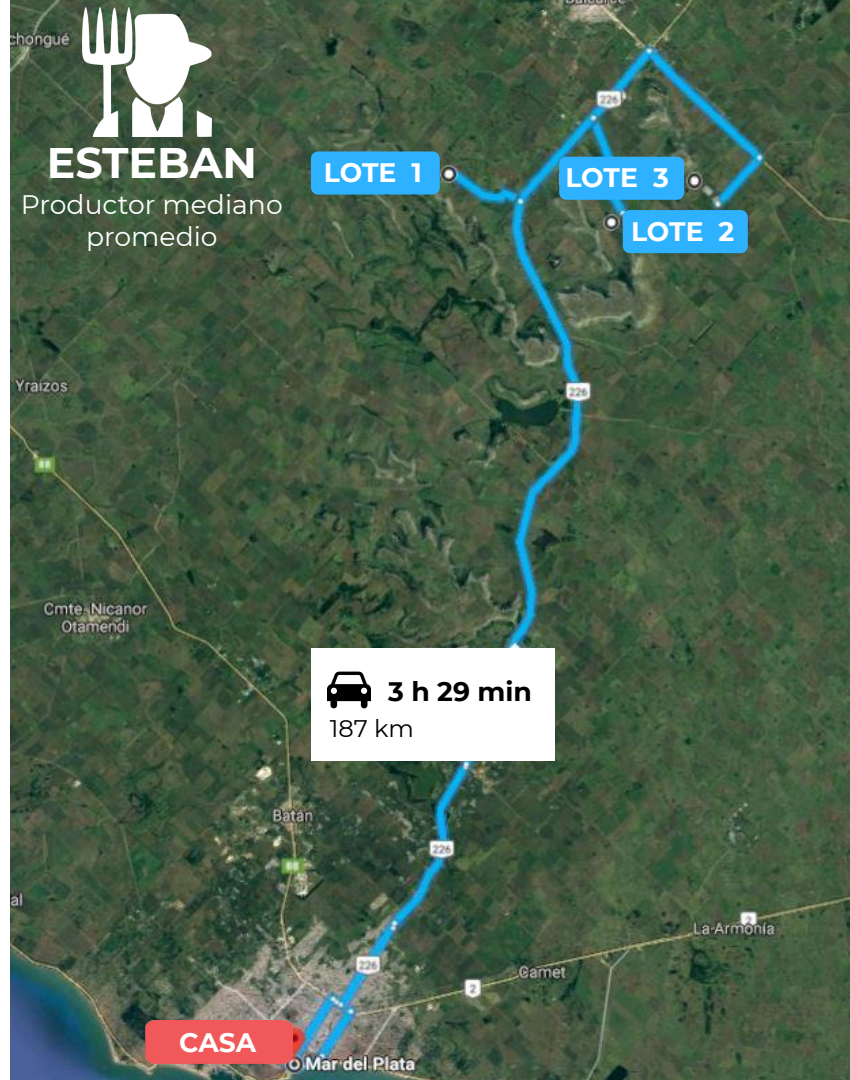 ESTEBAN
Productor mediano
promedio
LOTE 1
226
LOTE 3
LOTE 2
Yraizos
226
88
Cmte. Nicanor
Otamendi
3 h 29 min
187 km
Batán
226
88
2
La Armonía
226
Camet
2
CASA
Mar del Plata